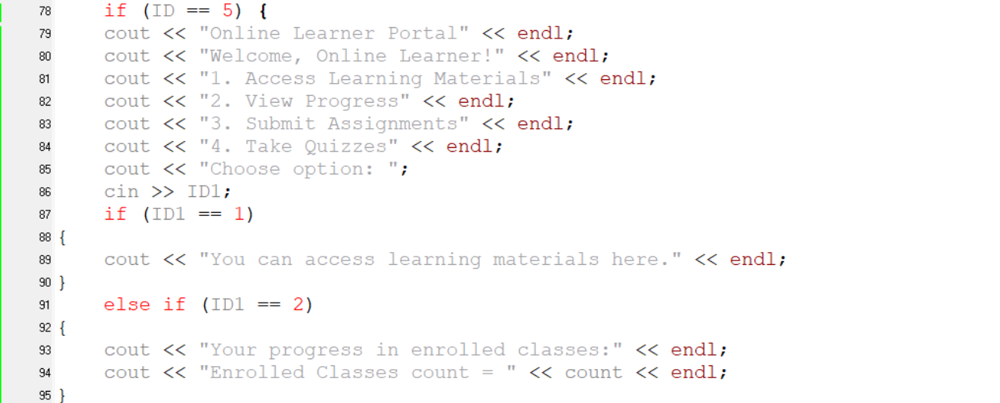 78 if (ID == 5) {
79 cout << "Online Learner Portal" << endl;
80 cout << "Welcome, Online Learner!" << endl;
81 cout << "1. Access Learning Materials" << endl;
82 cout << "2. View Progress" << endl;
83 cout << "3. Submit Assignments" << endl;
84 cout << "4. Take Quizzes" << endl;
85 cout << "Choose option: ";
86 cin >> ID1;
87 if (ID1 == 1)
88 {
89 cout << "You can access learning materials here." << endl;
90 }
91 else if (ID1 == 2)
92 {
93 cout << "Your progress in enrolled classes:" << endl;
94 cout << "Enrolled Classes count = " << count << endl;
95 }